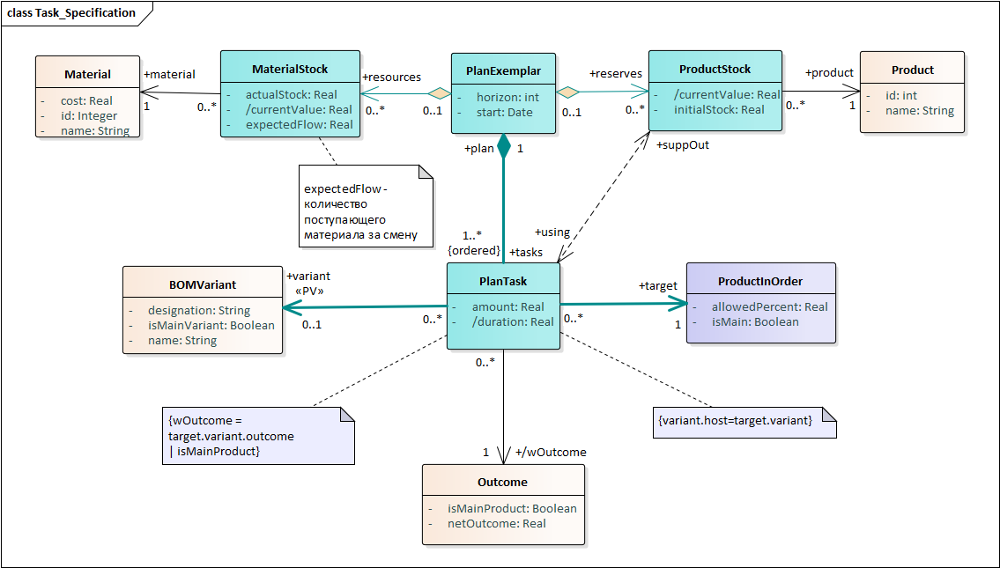 class Task_Specification
Material
- cost: Real
- id: Integer
- name: String
+material
1
0..*
MaterialStock
- actualStock: Real
- /currentValue: Real
- expectedFlow: Real
+resources
0..*
0..1
PlanExemplar
- horizon: int
- start: Date
+reserves
0..1
0..*
ProductStock
- /currentValue: Real
- initialStock: Real
+product
0..*
1
Product
- id: int
- name: String
expectedFlow -
количество
поступающего
материала за смену
+plan
1
+suppOut
+using
1..*
{ordered}
+tasks
BOMVariant
- designation: String
- isMainVariant: Boolean
- name: String
+variant
«PV»
0..1
0..*
PlanTask
- amount: Real
- /duration: Real
+target
0..*
1
ProductInOrder
- allowedPercent: Real
- isMain: Boolean
0..*
{wOutcome =
target.variant.outcome
| isMainProduct}
{variant.host=target.variant}
1
+/wOutcome
Outcome
- isMainProduct: Boolean
- netOutcome: Real